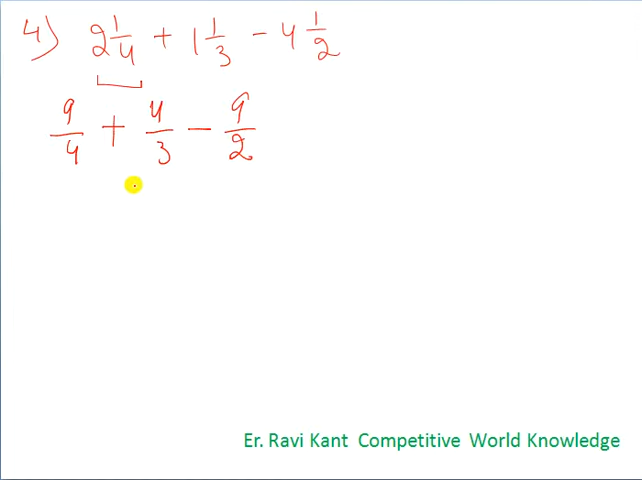 4) 2 1/4 + 1 1/3 - 4 1/2
9/4 + 4/3 - 9/2
Er. Ravi Kant Competitive World Knowledge